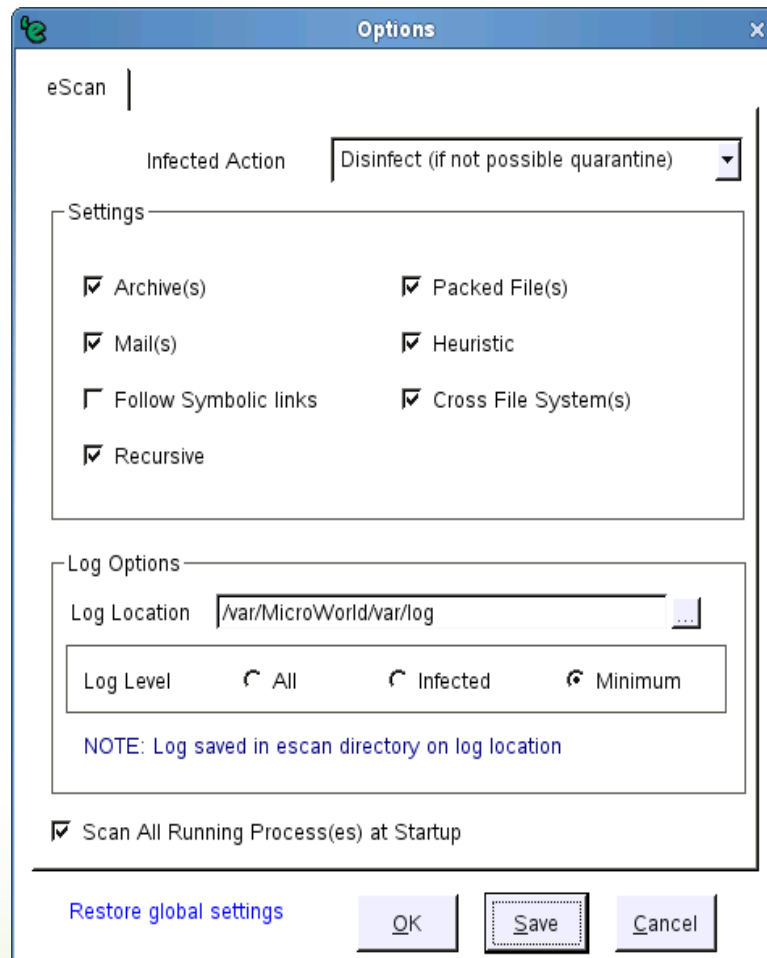 Options
eScan
Infected Action Disinfect (if not possible quarantine)
Settings
Archive(s) Packed File(s)
Mail(s) Heuristic
Follow Symbolic links Cross File System(s)
Recursive
Log Options
Log Location /var/MicroWorld/var/log ...
Log Level All Infected Minimum
NOTE: Log saved in escan directory on log location
Scan All Running Process(es) at Startup
Restore global settings OK Save Cancel